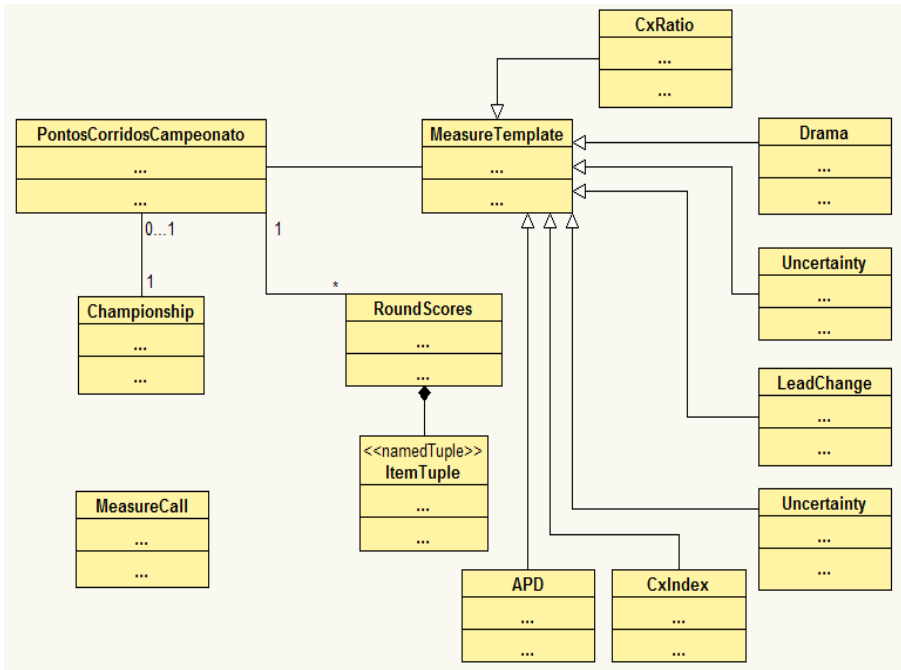 CxRatio
...
...
PontosCorridosCampeonato
...
...
MeasureTemplate
...
...
Drama
...
...
0...1
1
1
*
Championship
...
...
RoundScores
...
...
Uncertainty
...
...
LeadChange
...
...
<<namedTuple>>
ItemTuple
...
...
MeasureCall
...
...
Uncertainty
...
...
APD
...
...
CxIndex
...
...